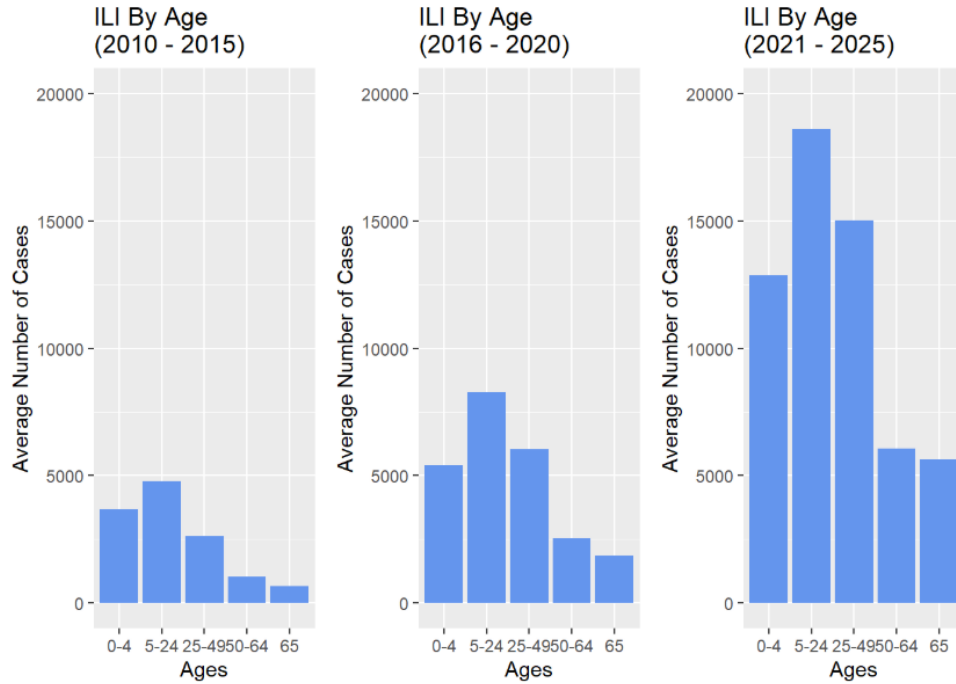 ILI By Age
(2010 - 2015)
20000
15000
10000
5000
0
Average Number of Cases
0-4 5-24 25-49 50-64 65
Ages
ILI By Age
(2016 - 2020)
20000
15000
10000
5000
0
Average Number of Cases
0-4 5-24 25-49 50-64 65
Ages
ILI By Age
(2021 - 2025)
20000
15000
10000
5000
0
Average Number of Cases
0-4 5-24 25-49 50-64 65
Ages